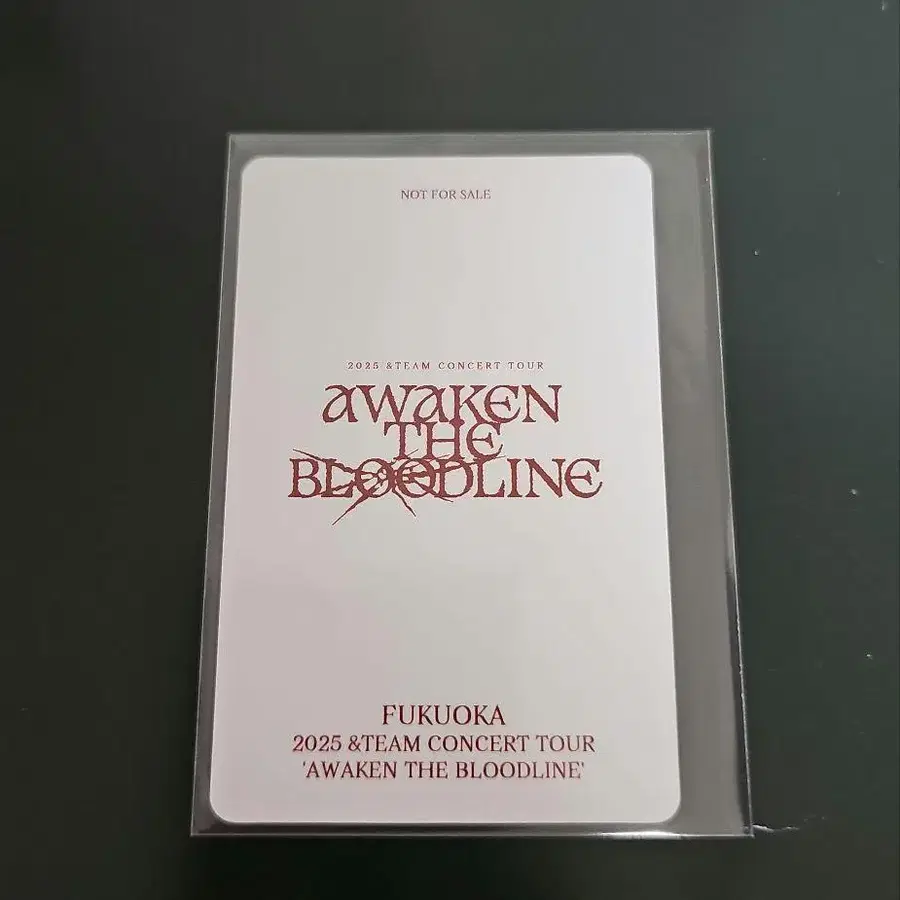 NOT FOR SALE
2025 &TEAM CONCERT TOUR
AWAKEN
THE
BLOODLINE
FUKUOKA
2025 &TEAM CONCERT TOUR
'AWAKEN THE BLOODLINE'